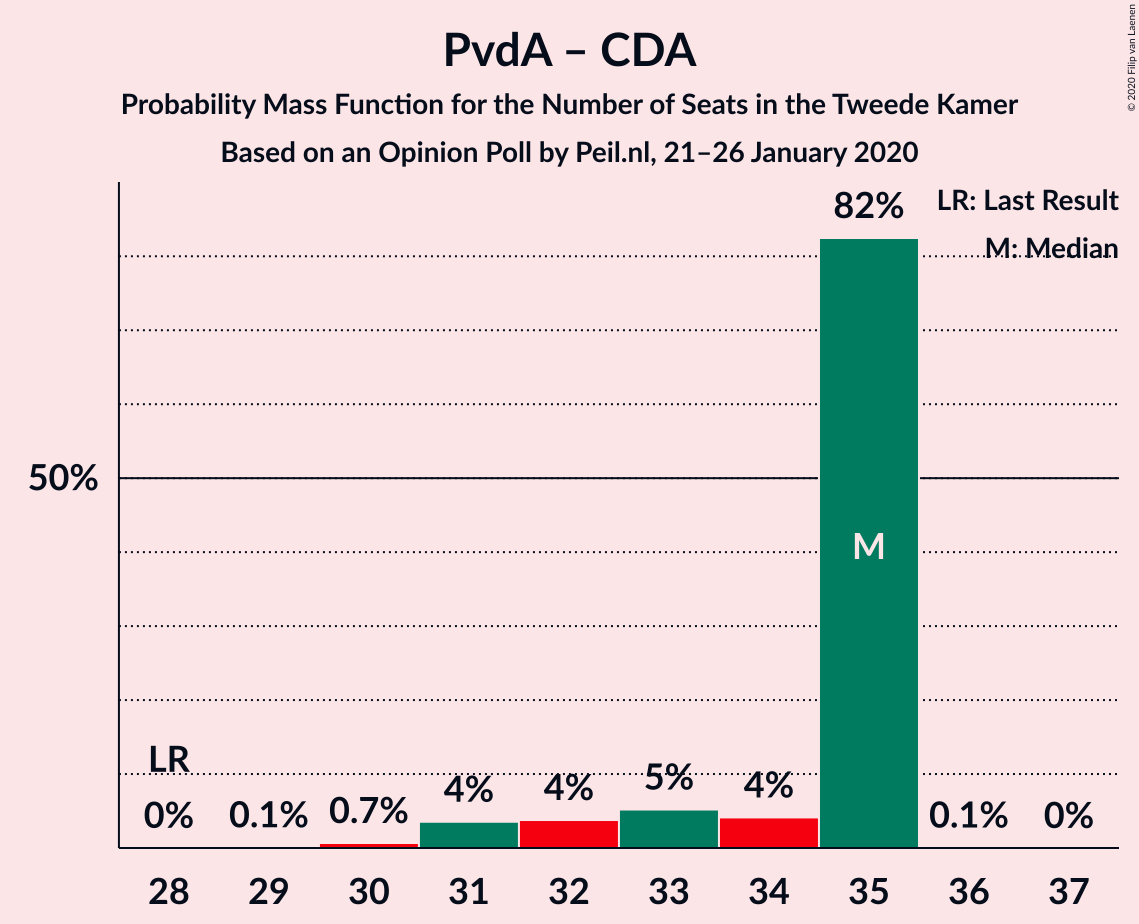 PvdA – CDA
Probability Mass Function for the Number of Seats in the Tweede Kamer
Based on an Opinion Poll by Peil.nl, 21–26 January 2020
© 2020 Filip van Laenen
LR: Last Result
M: Median
82%
50%
M
LR
0% 0.1% 0.7% 4% 4% 5% 4% 0.1% 0%
28 29 30 31 32 33 34 35 36 37